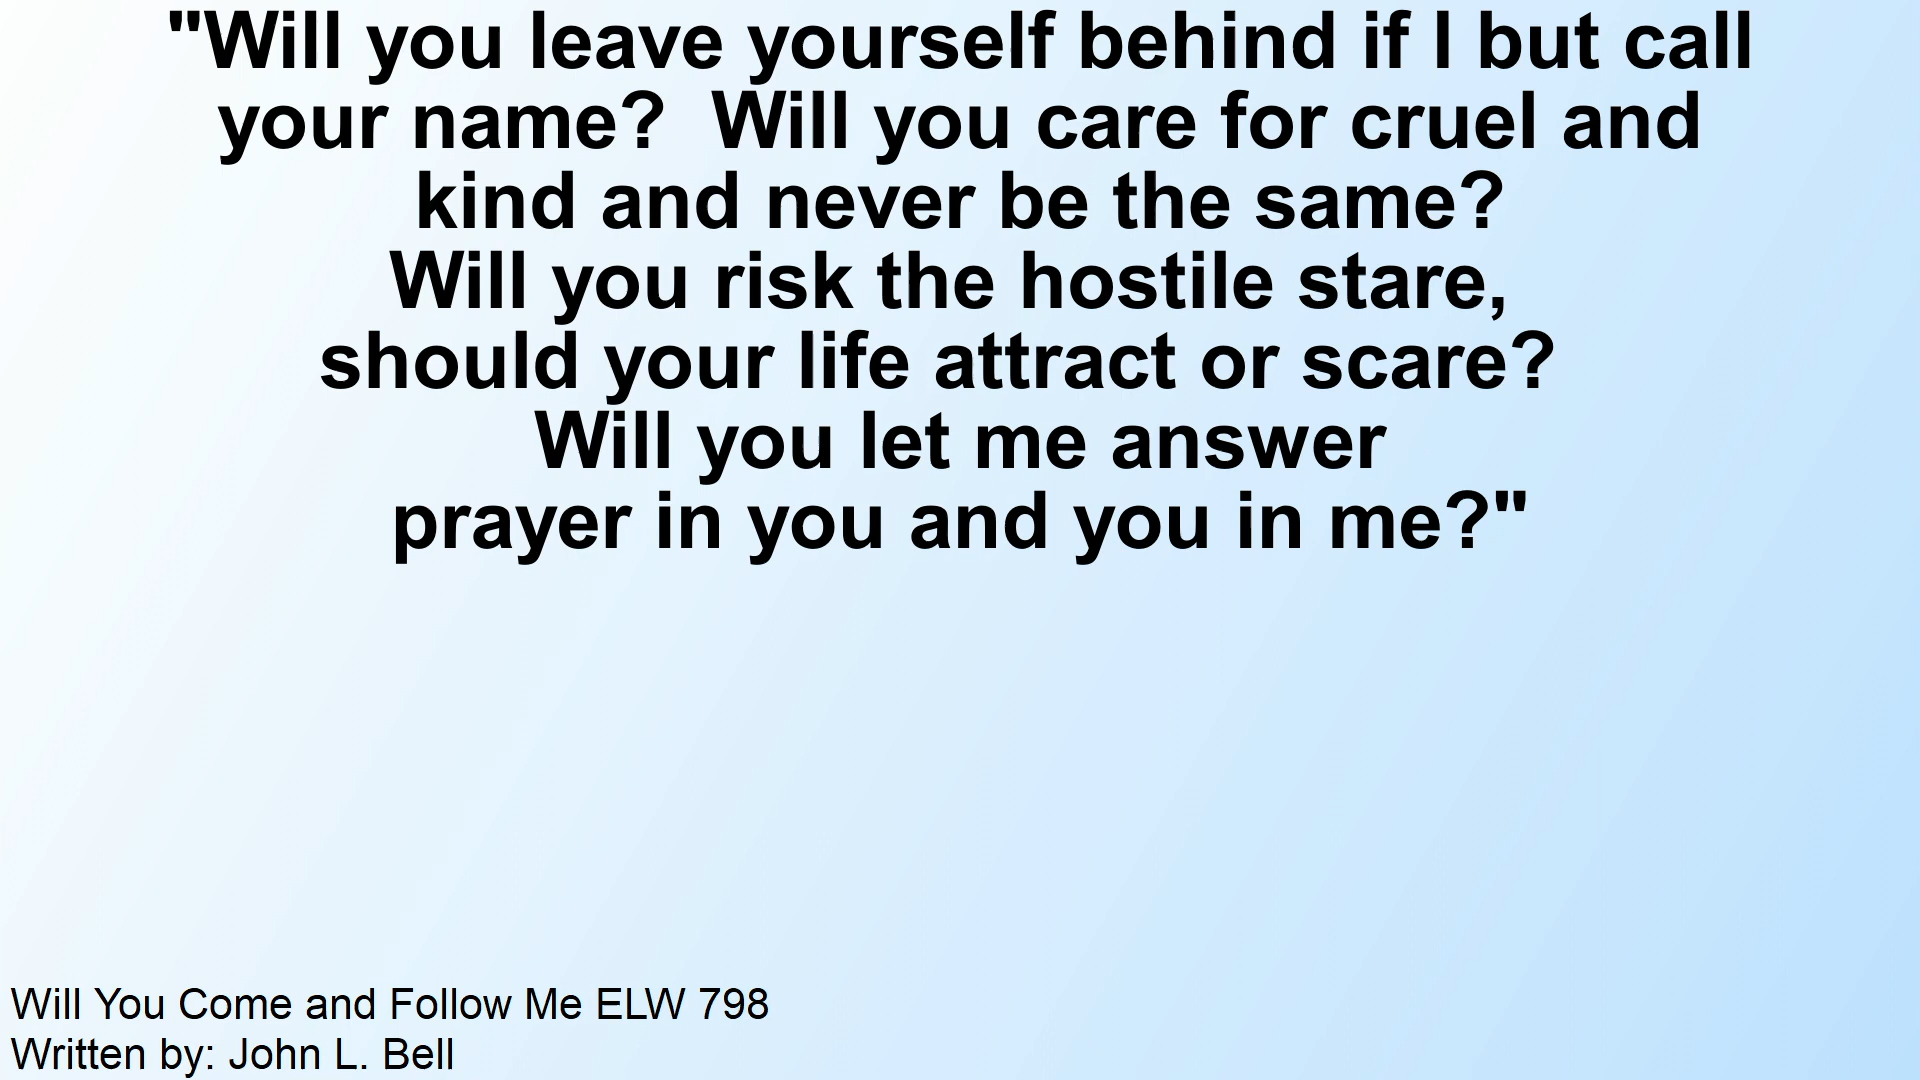 "Will you leave yourself behind if I but call
your name?  Will you care for cruel and
kind and never be the same?
Will you risk the hostile stare,
should your life attract or scare?
Will you let me answer
prayer in you and you in me?"
Will You Come and Follow Me ELW 798
Written by: John L. Bell